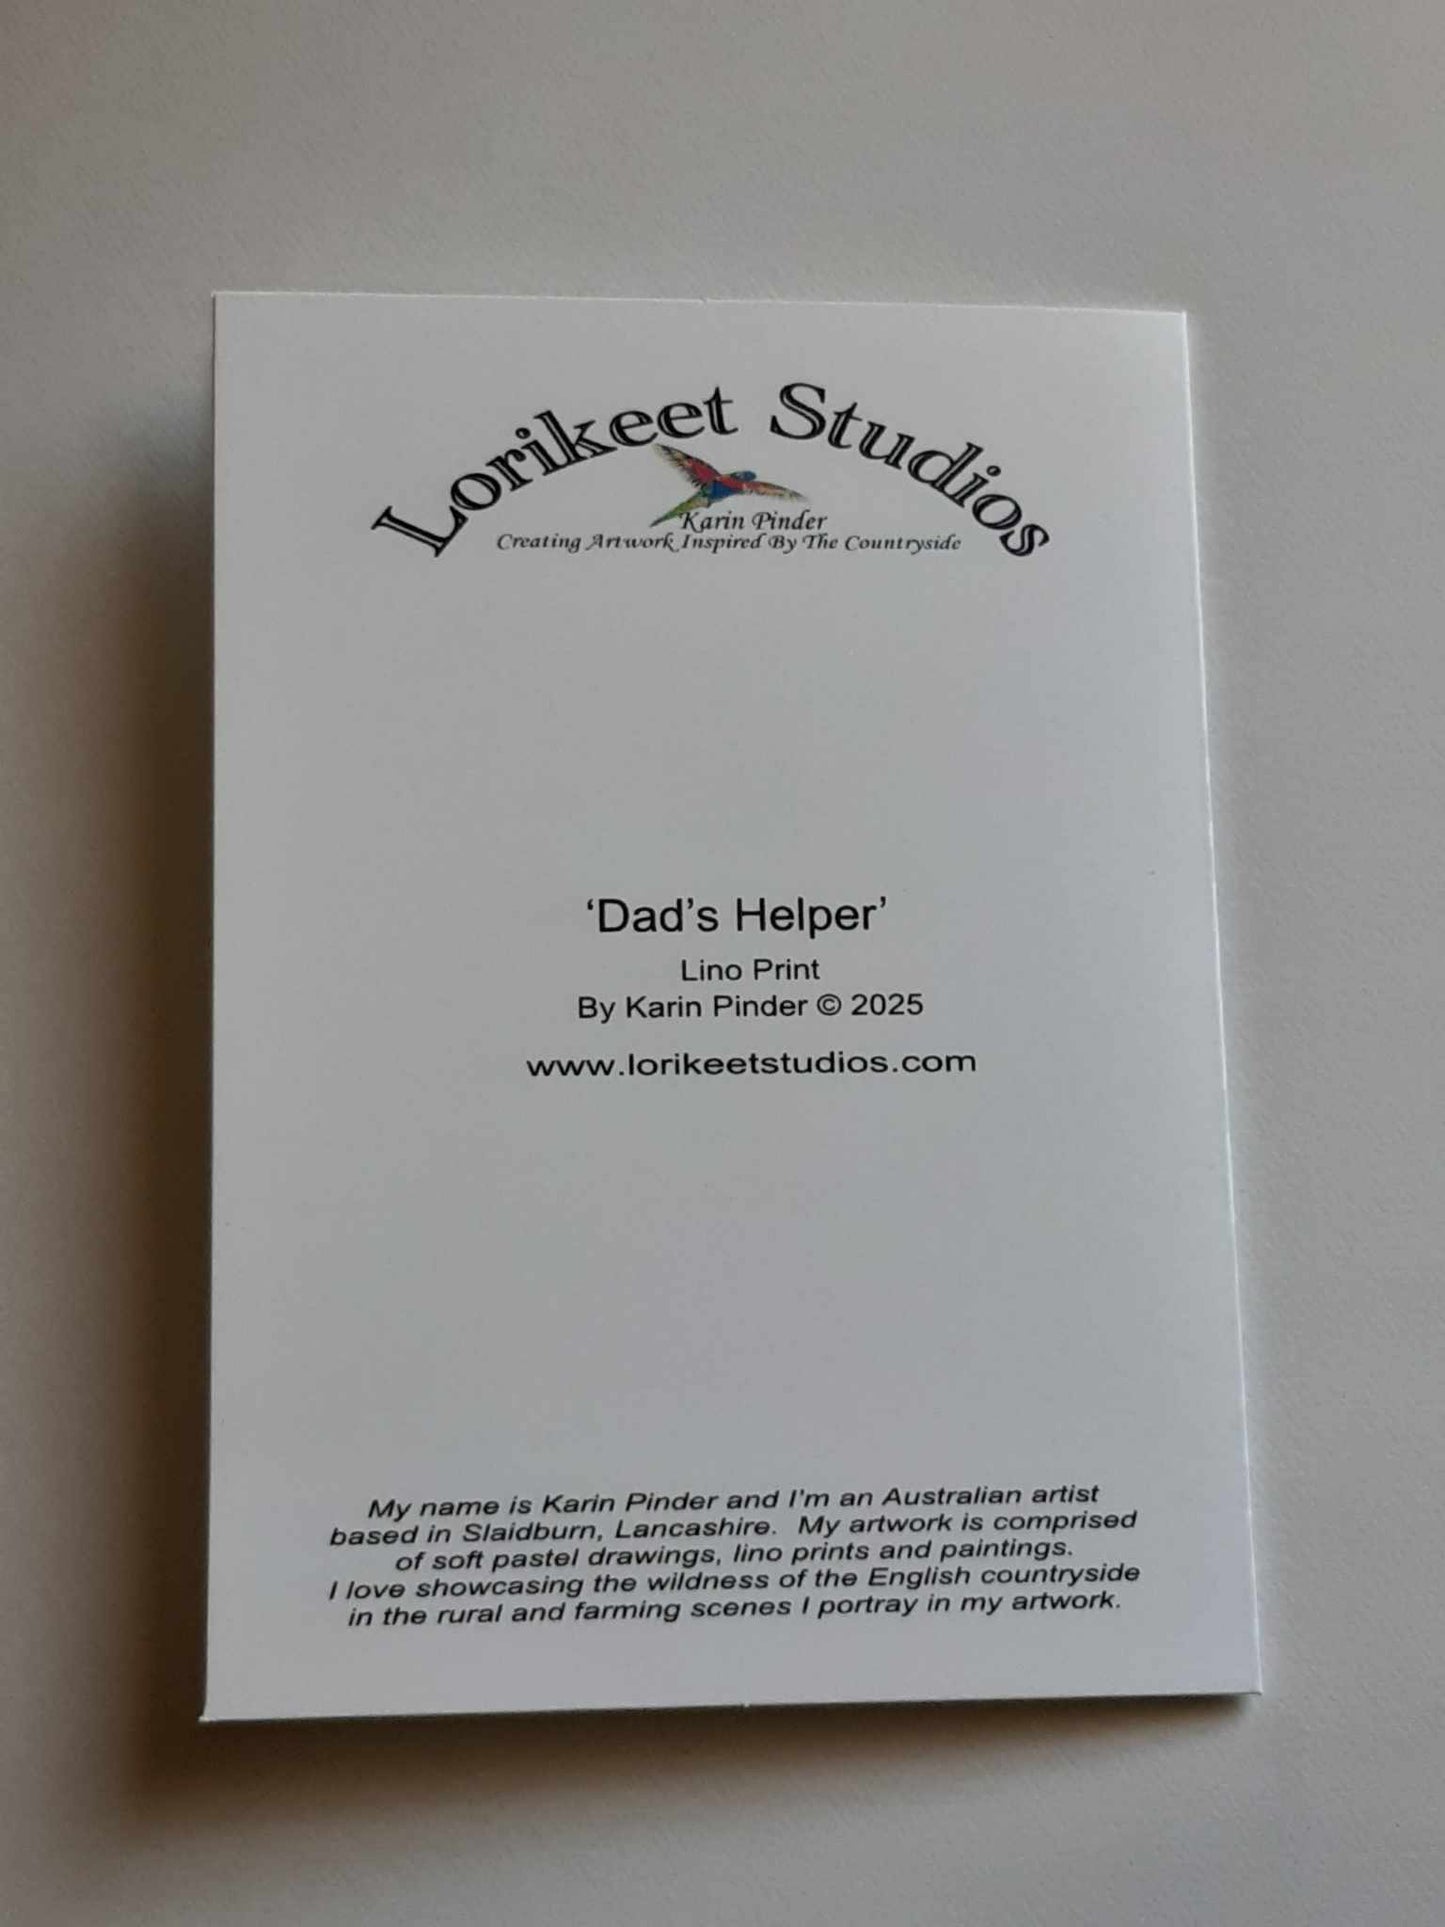 Lorikeet Studios
Karin Pinder
Creating Artwork Inspired By The Countryside
‘Dad’s Helper’
Lino Print
By Karin Pinder © 2025
www.lorikeetstudios.com
My name is Karin Pinder and I'm an Australian artist
based in Slaidburn, Lancashire.  My artwork is comprised
of soft pastel drawings, lino prints and paintings.
I love showcasing the wildness of the English countryside
in the rural and farming scenes I portray in my artwork.